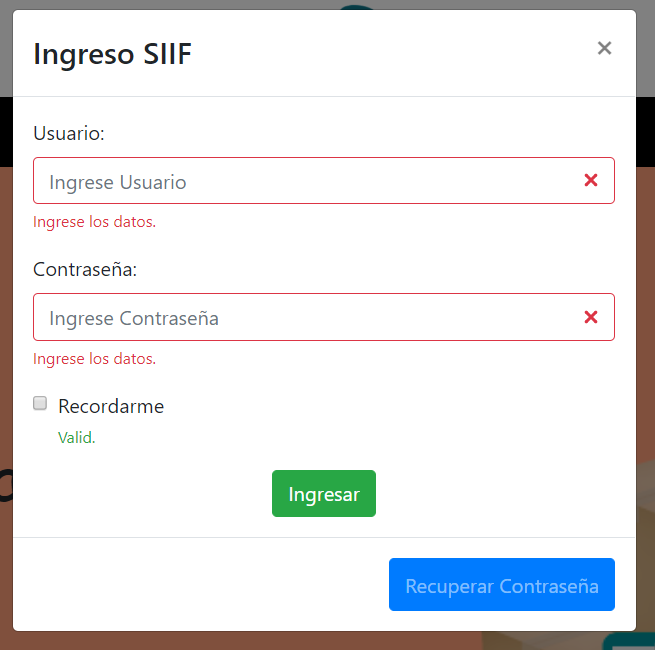 Ingreso SIIF
×
Usuario:
Ingrese Usuario
Ingrese los datos.
Contraseña:
Ingrese Contraseña
Ingrese los datos.
Recordarme
Valid.
Ingresar
Recuperar Contraseña